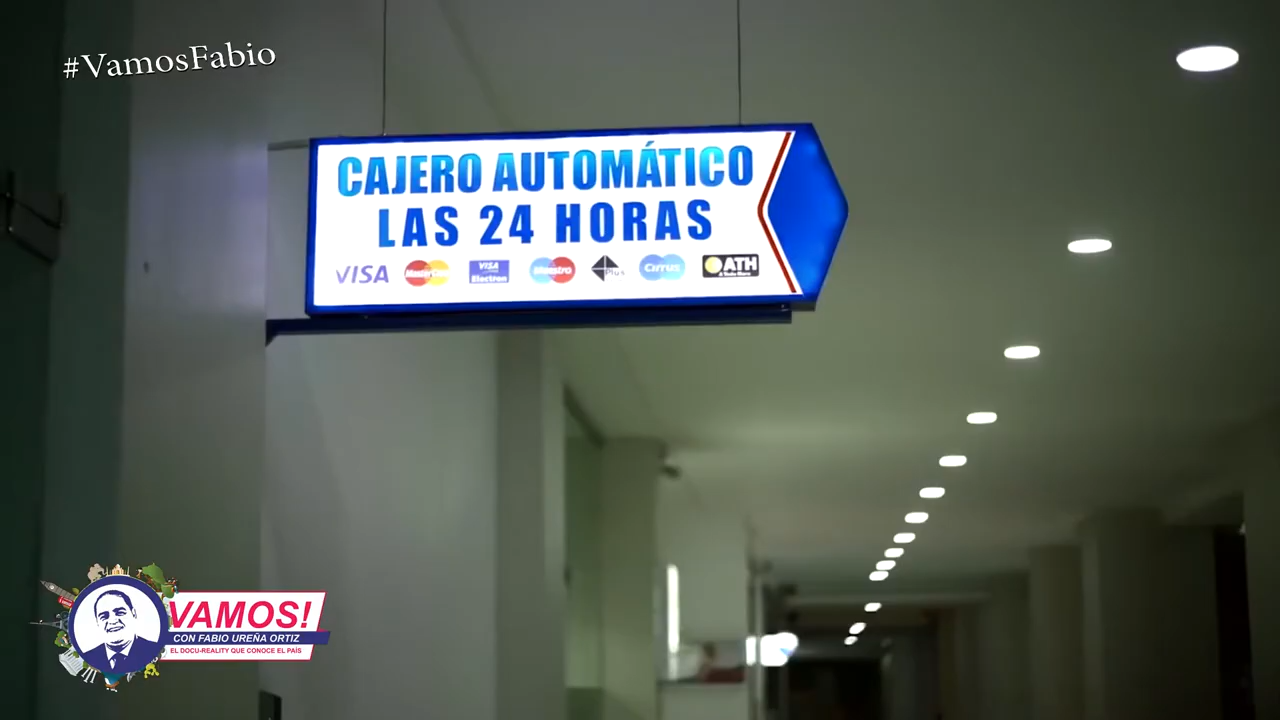 #VamosFabio
CAJERO AUTOMÁTICO
LAS 24 HORAS
VISA MasterCard VISA Electron Maestro Plus Cirrus ATH
VAMOS!
CON FABIO UREÑA ORTIZ
EL DOCU-REALITY QUE CONOCE EL PAÍS